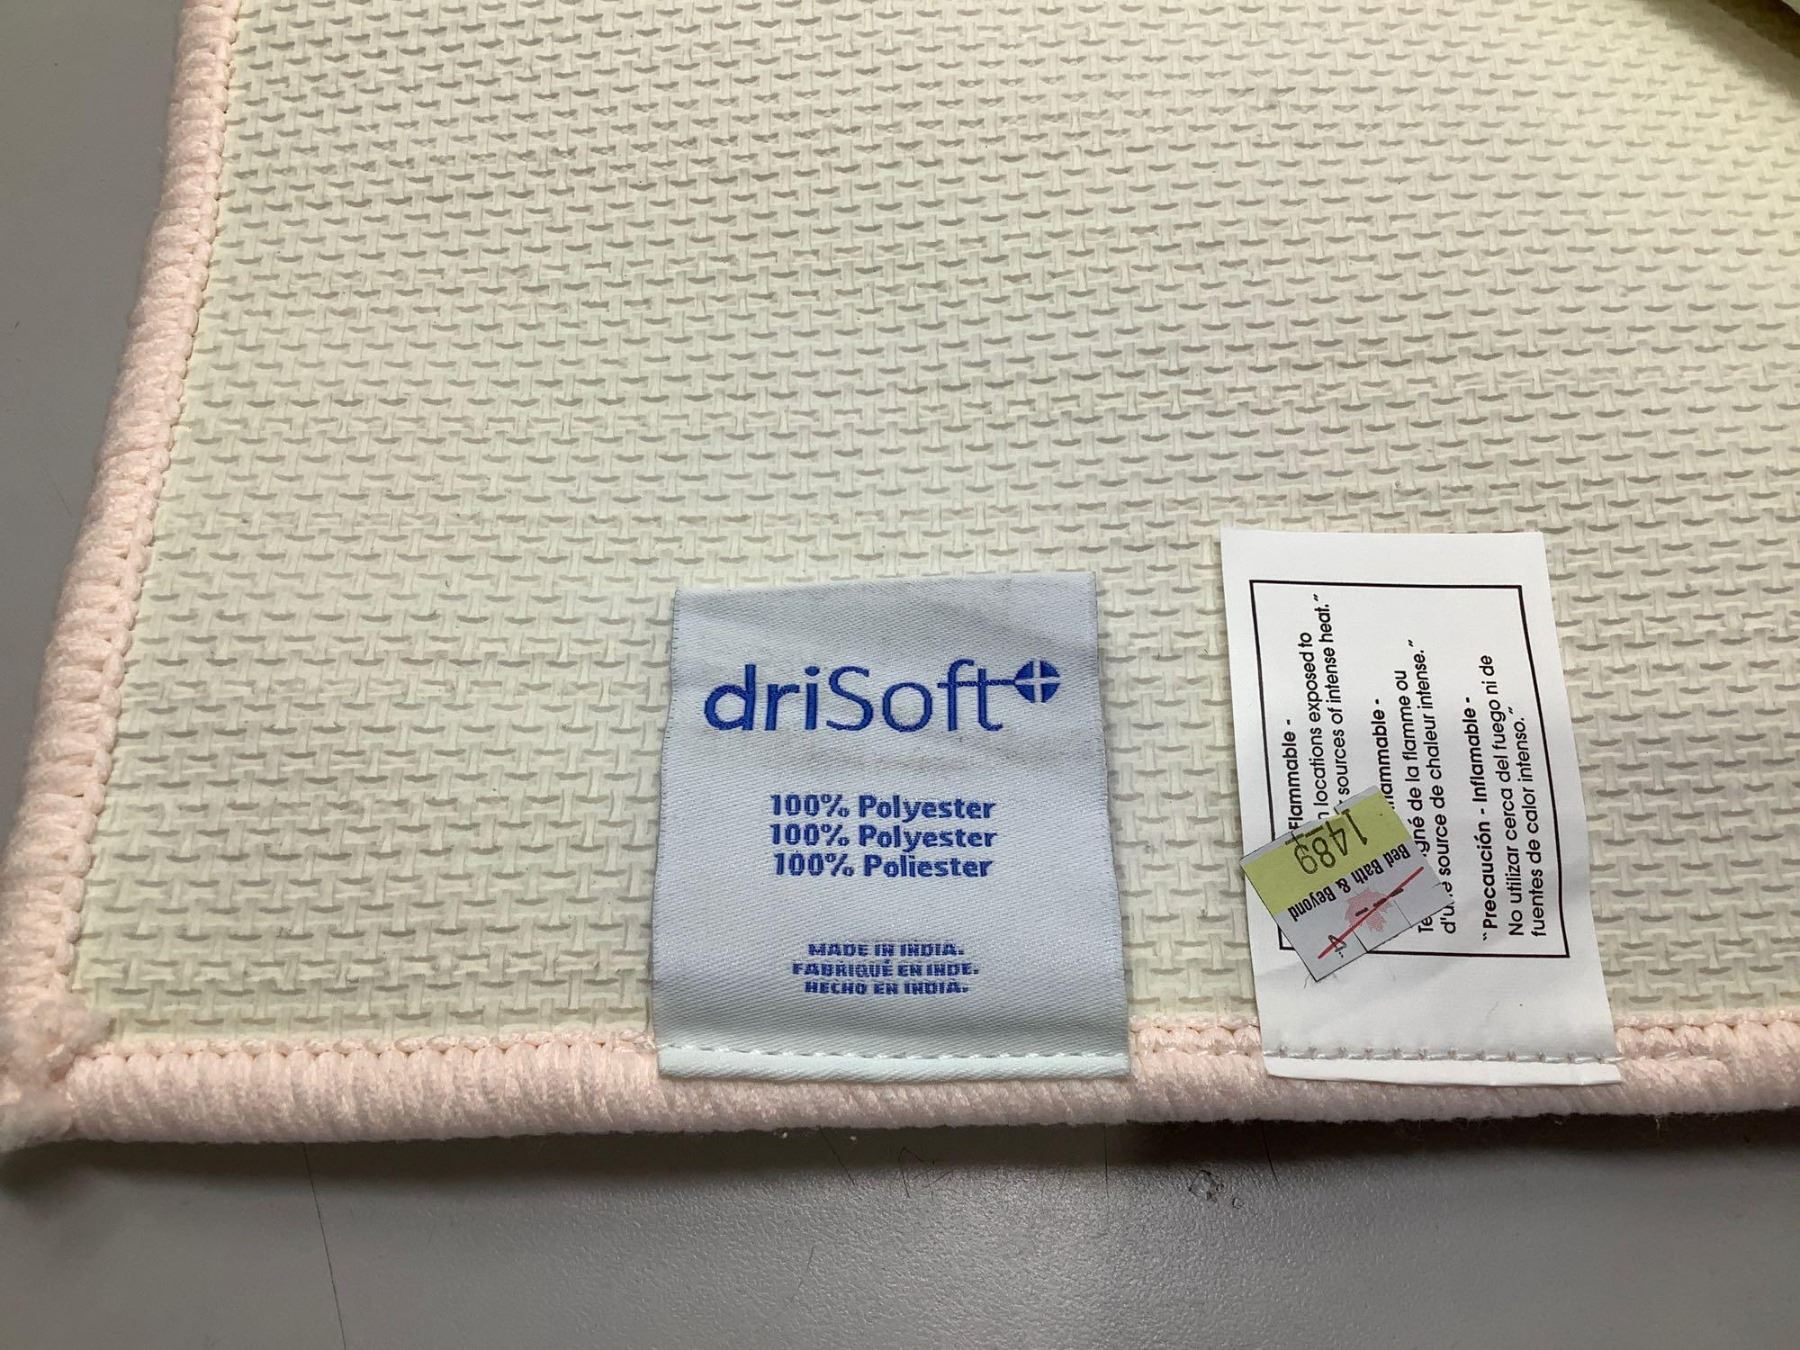 driSoft
100% Polyester
100% Polyester
100% Poliester
MADE IN INDIA.
FABRIQUÉ EN INDE.
HECHO EN INDIA.
Flammable -
locations exposed to
sources of intense heat."
ammable -
gné de la flamme ou
source de chaleur intense."
"Precaución - Inflamable -
No utilizar cerca del fuego ni de
fuentes de calor intenso."
1489
Bed Bath & Beyond